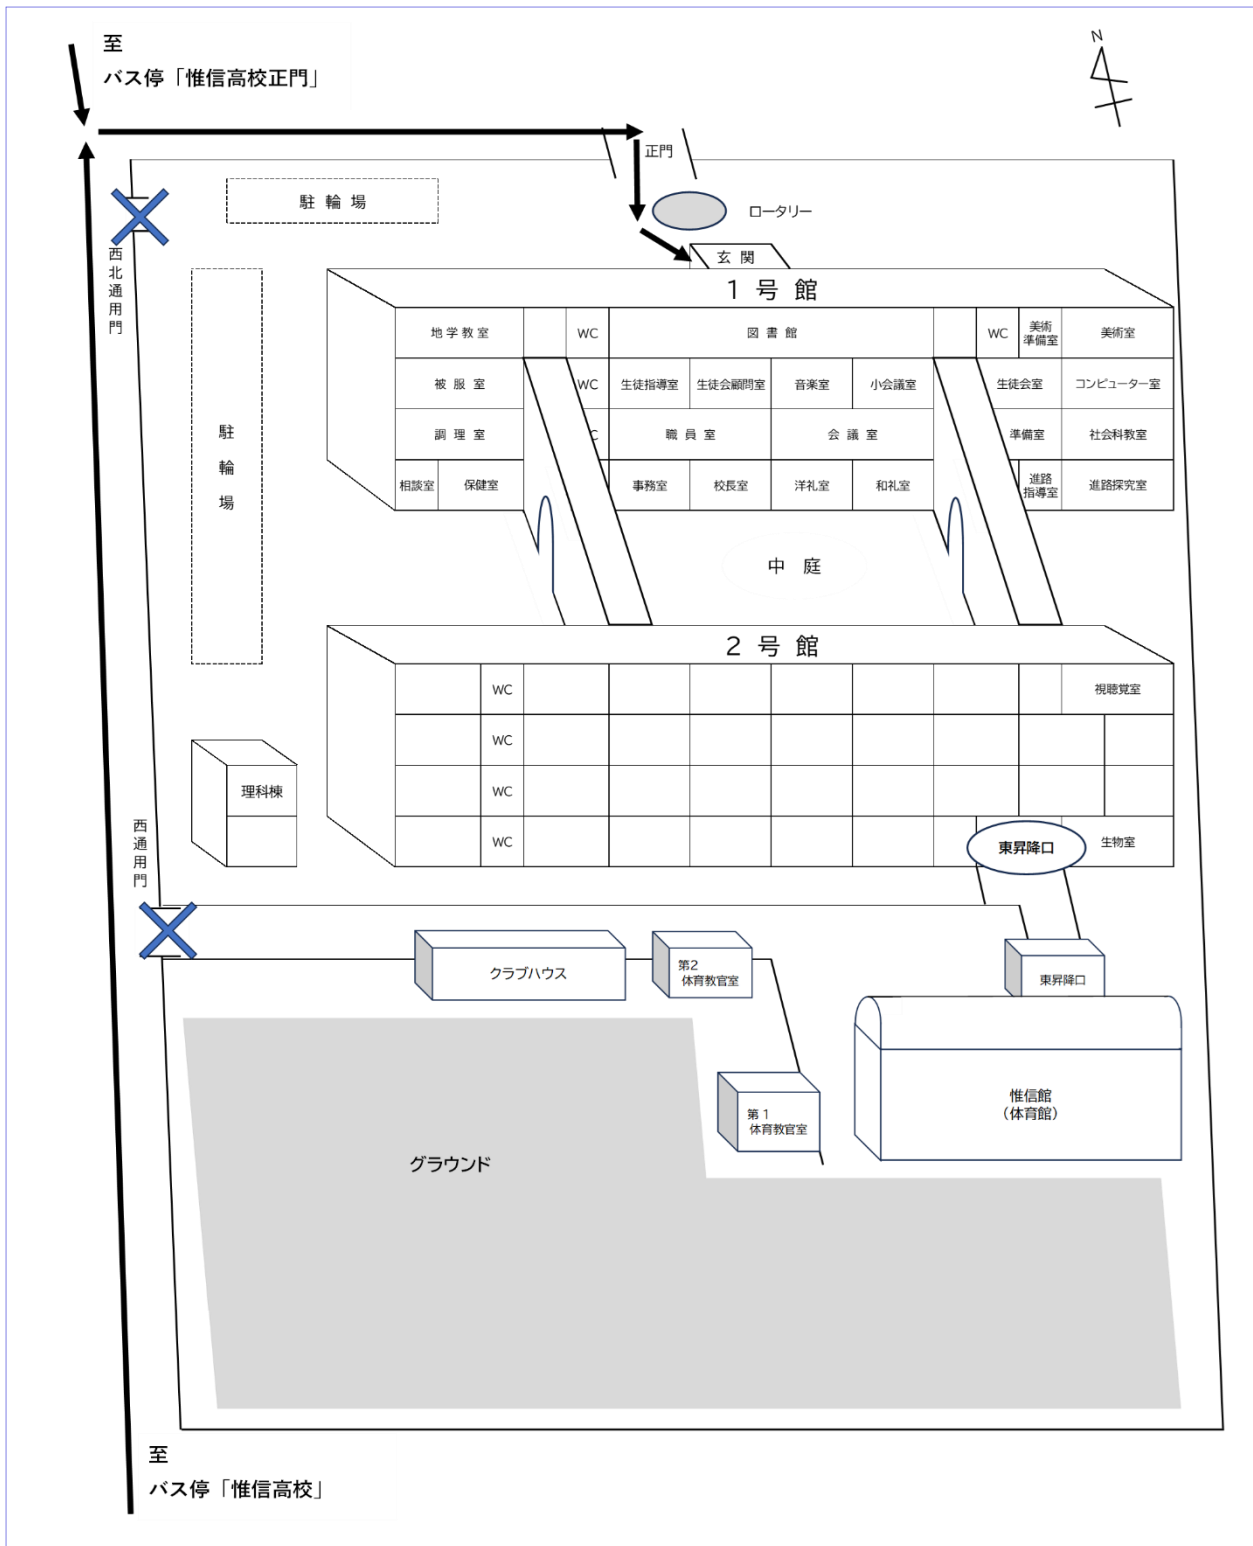 至
バス停「惟信高校正門」
N
正門
駐 輪 場
ロータリー
西北通用門
玄 関
1 号 館
地 学 教 室
WC
図 書 館
WC
美術
準備室
美術室
被 服 室
WC
生徒指導室
生徒会顧問室
音楽室
小会議室
生徒会室
コンピューター室
調 理 室
C
職 員 室
会 議 室
準備室
社会科教室
相談室
保健室
事務室
校長室
洋礼室
和礼室
進路
指導室
進路探究室
駐輪場
中 庭
2 号 館
WC
視聴覚室
WC
理科棟
WC
西通用門
WC
東昇降口
生物室
クラブハウス
第2
体育教官室
東昇降口
第1
体育教官室
惟信館
(体育館)
グラウンド
至
バス停「惟信高校」